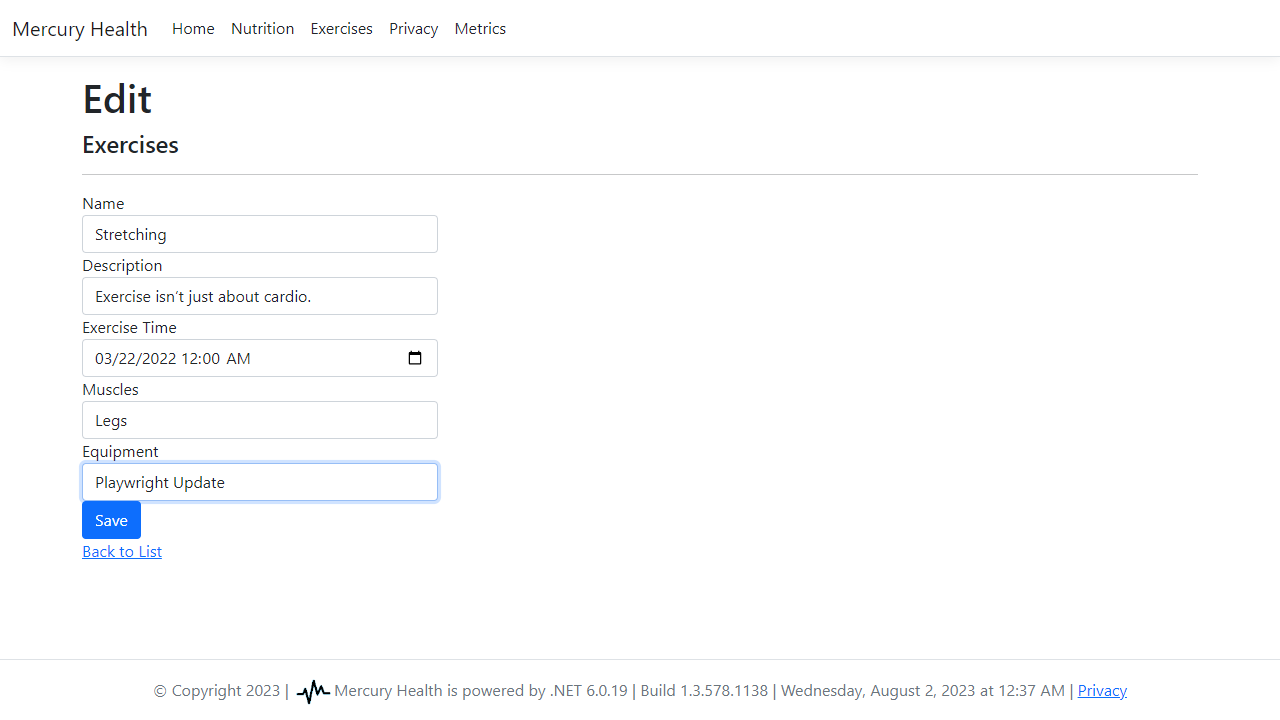 Mercury Health Home Nutrition Exercises Privacy Metrics
Edit
Exercises
Name
Stretching
Description
Exercise isn't just about cardio.
Exercise Time
03/22/2022 12:00 AM
Muscles
Legs
Equipment
Playwright Update
Save
Back to List
© Copyright 2023 | Mercury Health is powered by .NET 6.0.19 | Build 1.3.578.1138 | Wednesday, August 2, 2023 at 12:37 AM | Privacy